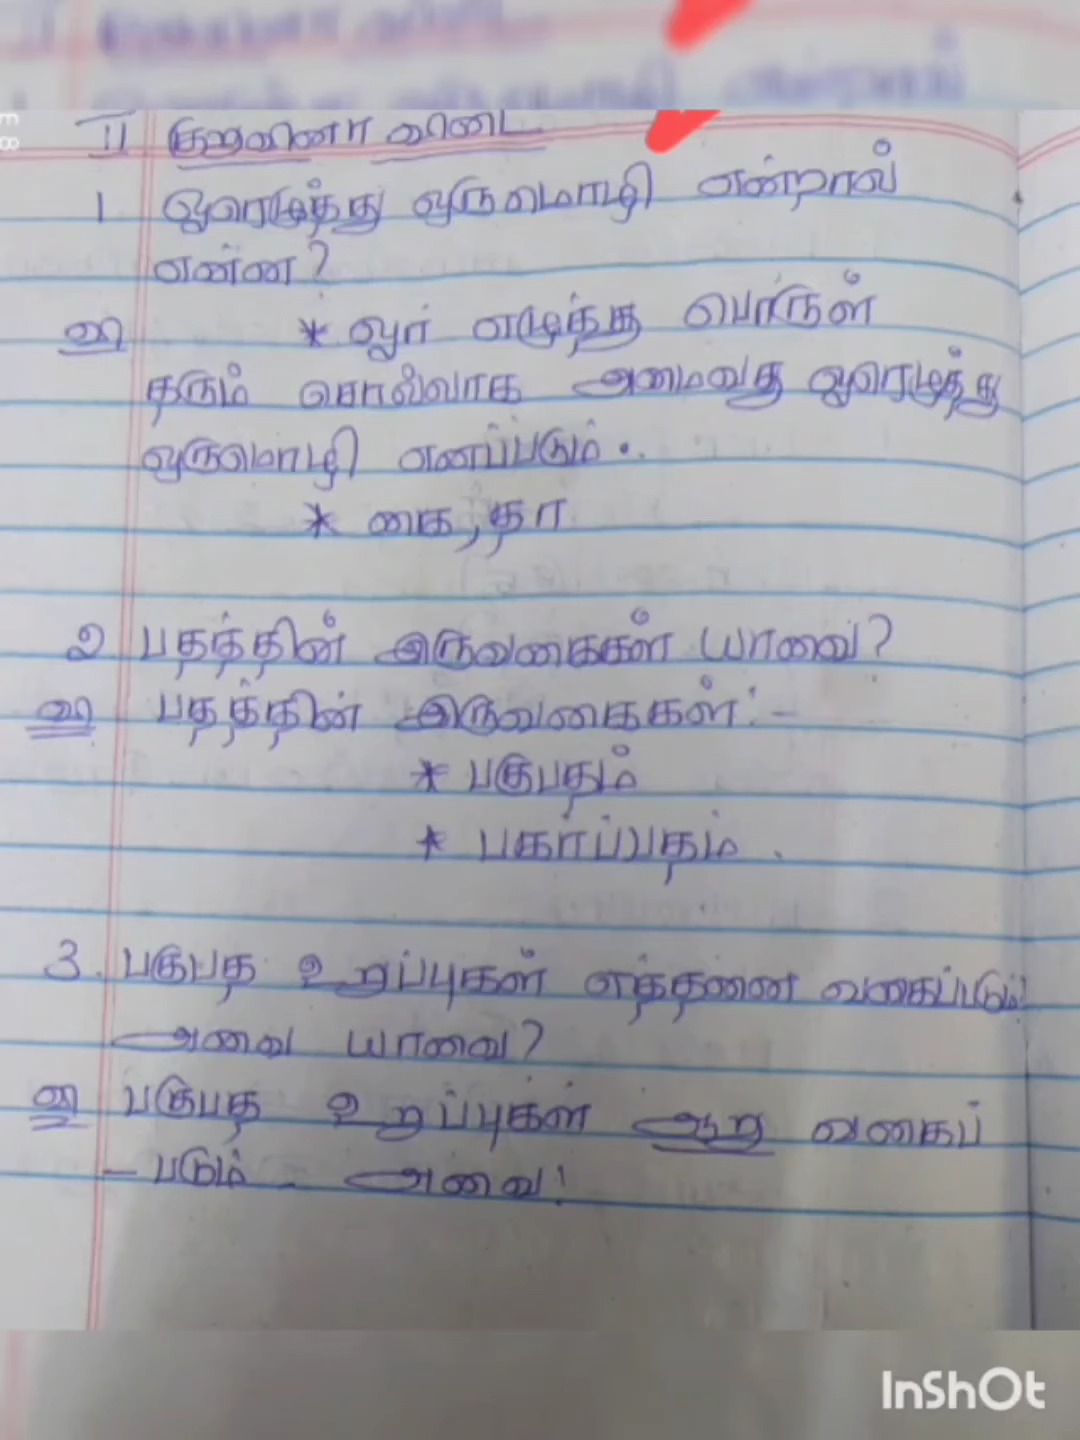 II குறுவினா விடை
1 ஓரெழுத்து ஒருமொழி என்றால்
என்ன?
வி * ஓர் எழுத்து பொருள்
தரும் சொல்லாக அமைவது ஓரெழுத்து
ஒருமொழி எனப்படும்.
* கை, தா
2 பதத்தின் இருவகைகள் யாவை?
வி பதத்தின் இருவகைகள்:-
* பகுபதம்
* பகாப்பதம்.
3. பகுபத உறுப்புகள் எத்தனை வகைப்படும்?
அவை யாவை?
வி பகுபத உறுப்புகள் ஆறு வகைப்
- படும். அவை:
InShOt